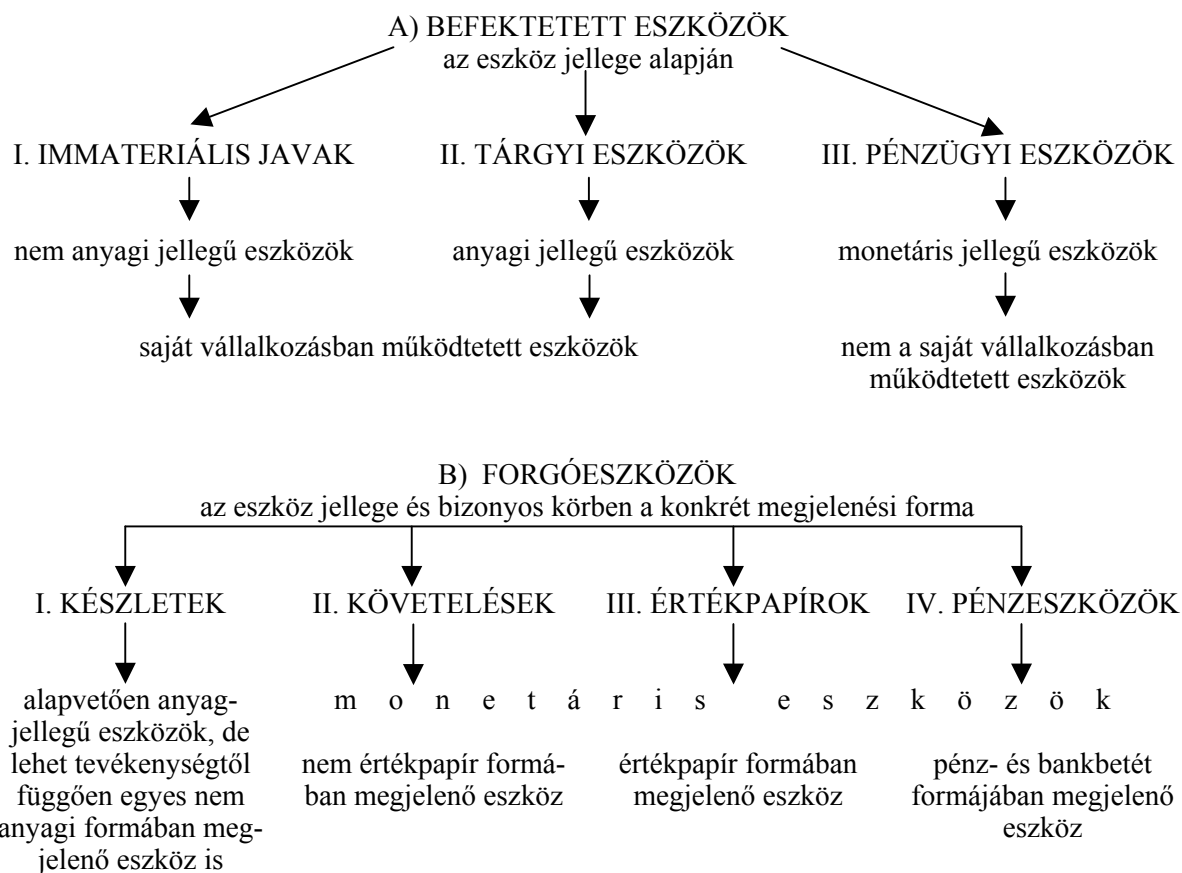 A) BEFEKTETETT ESZKÖZÖK
az eszköz jellege alapján
I. IMMATERIÁLIS JAVAK II. TÁRGYI ESZKÖZÖK III. PÉNZÜGYI ESZKÖZÖK
nem anyagi jellegű eszközök anyagi jellegű eszközök monetáris jellegű eszközök
saját vállalkozásban működtetett eszközök
nem a saját vállalkozásban
működtetett eszközök
B) FORGÓESZKÖZÖK
az eszköz jellege és bizonyos körben a konkrét megjelenési forma
I. KÉSZLETEK II. KÖVETELÉSEK III. ÉRTÉKPAPÍROK IV. PÉNZESZKÖZÖK
alapvetően anyag-
jellegű eszközök, de
lehet tevékenységtől
függően egyes nem
anyagi formában meg-
jelenő eszköz is
m o n e t á r i s e s z k ö z ö k
nem értékpapír formá-
ban megjelenő eszköz
értékpapír formában
megjelenő eszköz
pénz- és bankbetét
formájában megjelenő
eszköz